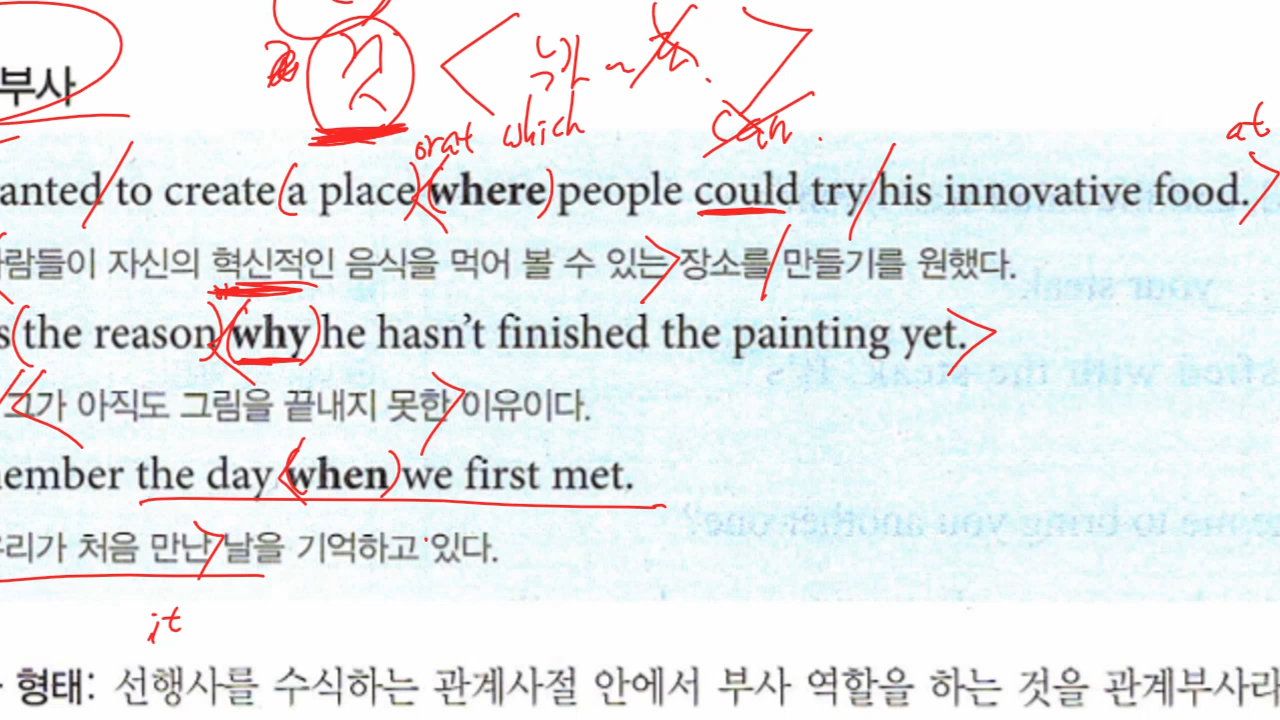 것 < 누가 ~ 
부사
which can
orat at
anted to create a place where people could try his innovative food.
사람들이 자신의 혁신적인 음식을 먹어 볼 수 있는 장소를 만들기를 원했다.
s the reason why he hasn't finished the painting yet.
그가 아직도 그림을 끝내지 못한 이유이다.
member the day when we first met.
우리가 처음 만난 날을 기억하고 있다.
it
형태: 선행사를 수식하는 관계사절 안에서 부사 역할을 하는 것을 관계부사라